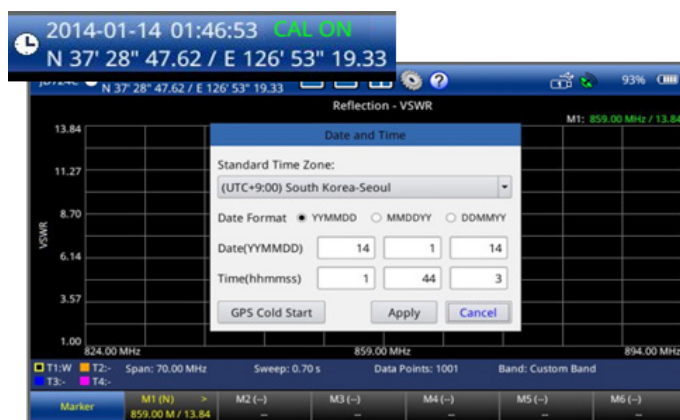 2014-01-14 01:46:53 CAL ON
N 37' 28" 47.62 / E 126' 53" 19.33
N 37' 28" 47.62 / E 126' 53" 19.33
?
93%
Reflection - VSWR
M1: 859.00 MHz / 13.84
13.84
11.27
8.70
6.14
3.57
1.00
VSWR
Date and Time
Standard Time Zone:
(UTC+9:00) South Korea-Seoul
Date Format YYMMDD MMDDYY DDMMYY
Date(YYMMDD) 14 1 14
Time(hhmmss) 1 44 3
GPS Cold Start Apply Cancel
824.00 MHz 859.00 MHz 894.00 MHz
T1:W T2:- Span: 70.00 MHz Sweep: 0.70 s Data Points: 1001 Band: Custom Band
T3:- T4:-
Marker M1 (N) > M2 (--) M3 (--) M4 (--) M5 (--) M6 (--)
859.00 M / 13.84 -- -- -- -- --